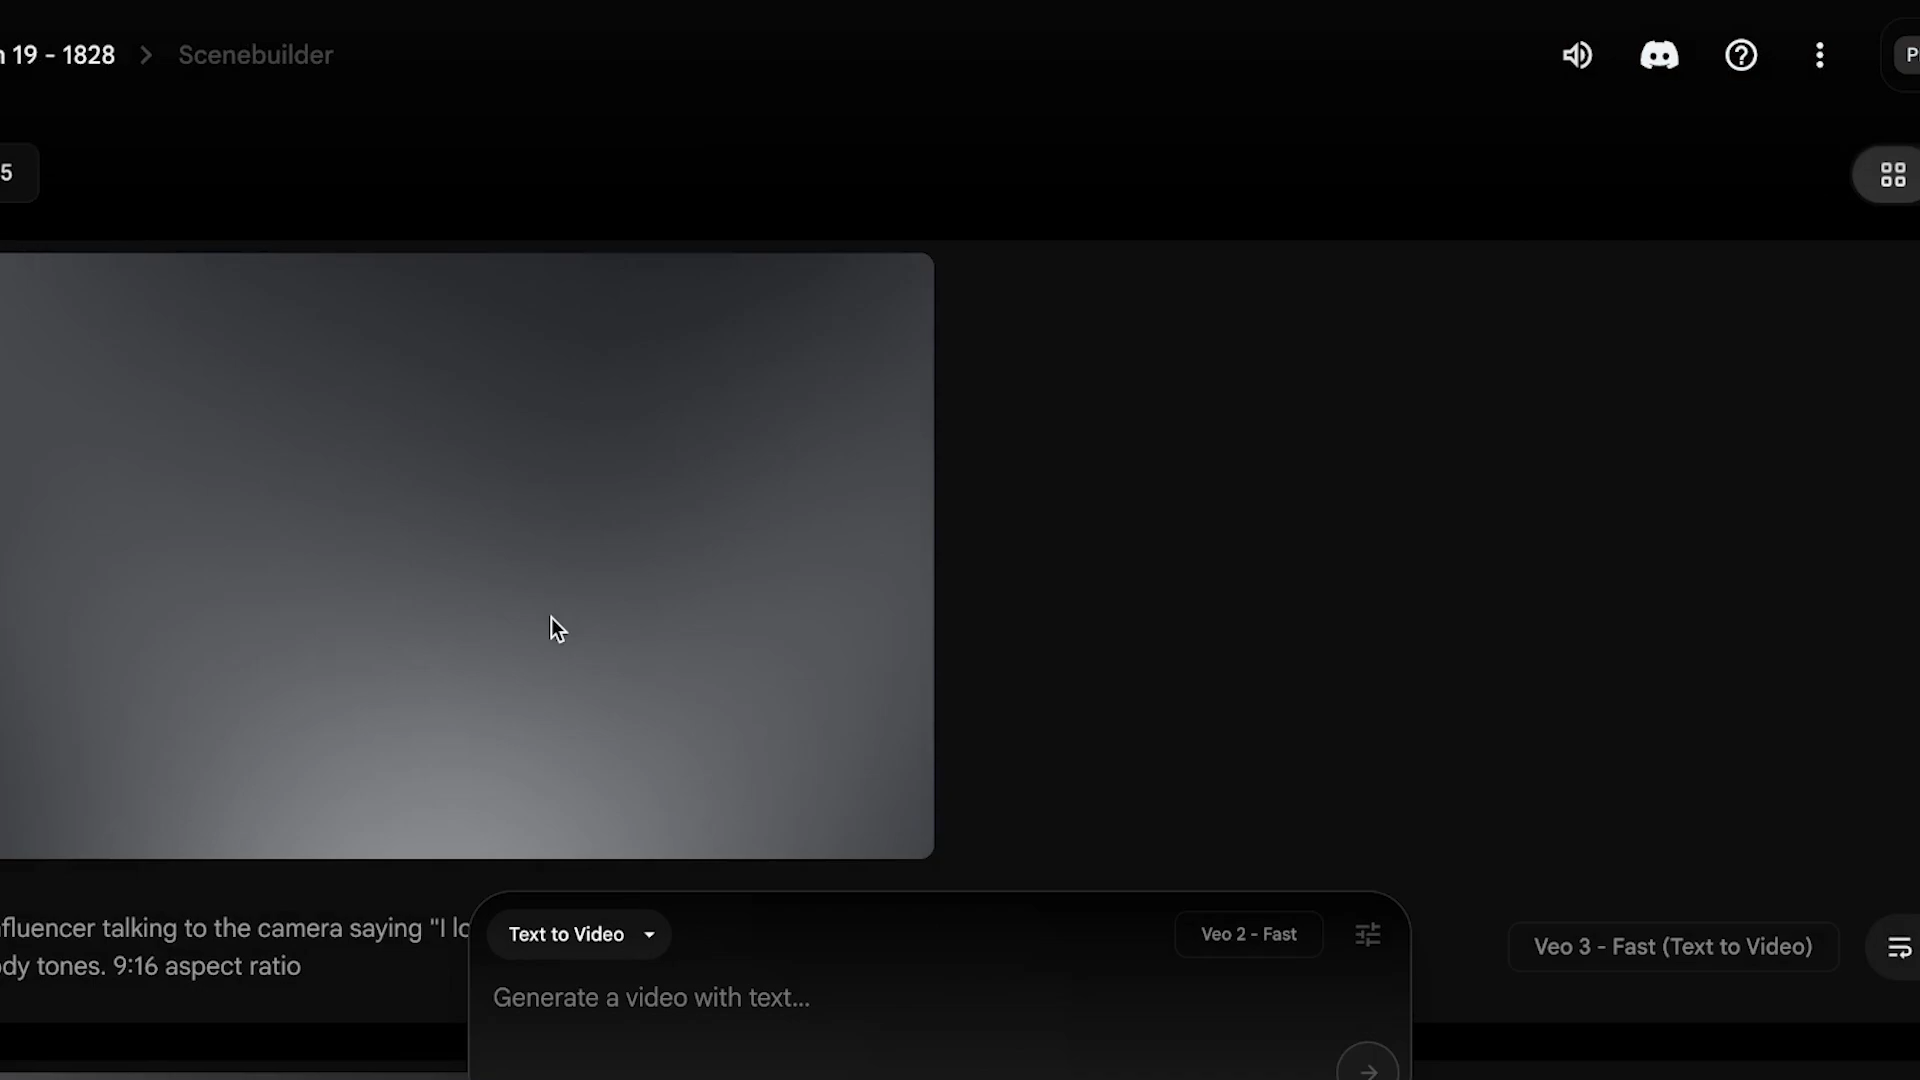 19 - 1828 > Scenebuilder
5
fluencer talking to the camera saying "I
dy tones. 9:16 aspect ratio
Text to Video
Veo 2 - Fast
Generate a video with text...
Veo 3 - Fast (Text to Video)